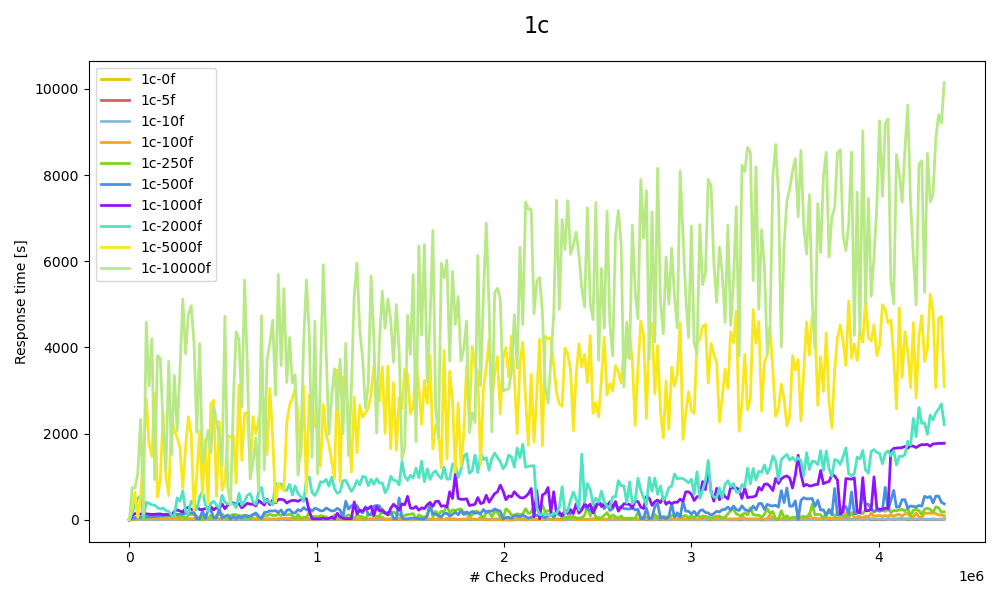 1c
Response time [s]
10000
8000
6000
4000
2000
0
1c-0f
1c-5f
1c-10f
1c-100f
1c-250f
1c-500f
1c-1000f
1c-2000f
1c-5000f
1c-10000f
0 1 2 3 4
1e6
# Checks Produced